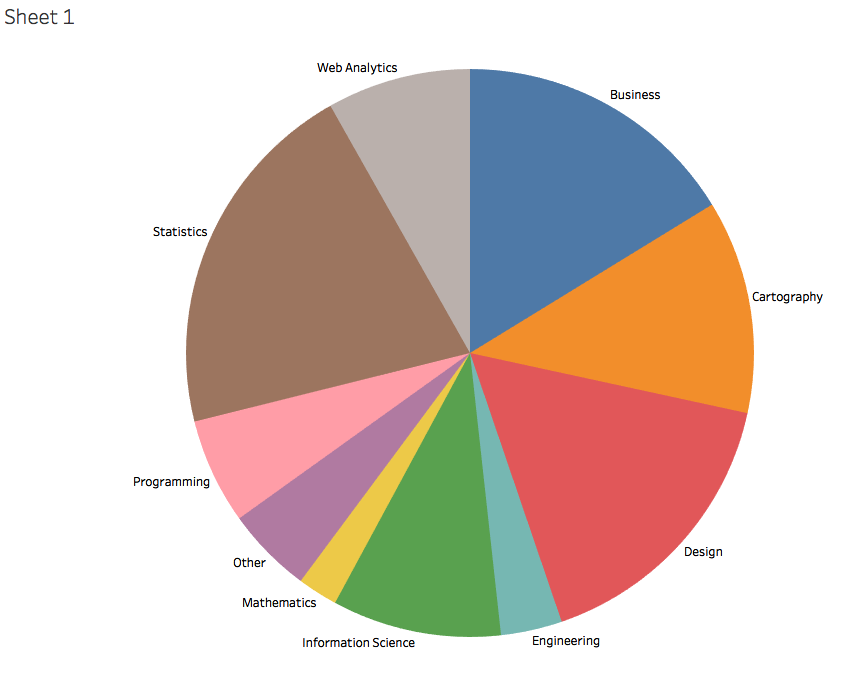 Sheet 1
Web Analytics
Business
Statistics
Cartography
Programming
Design
Other
Mathematics
Information Science
Engineering